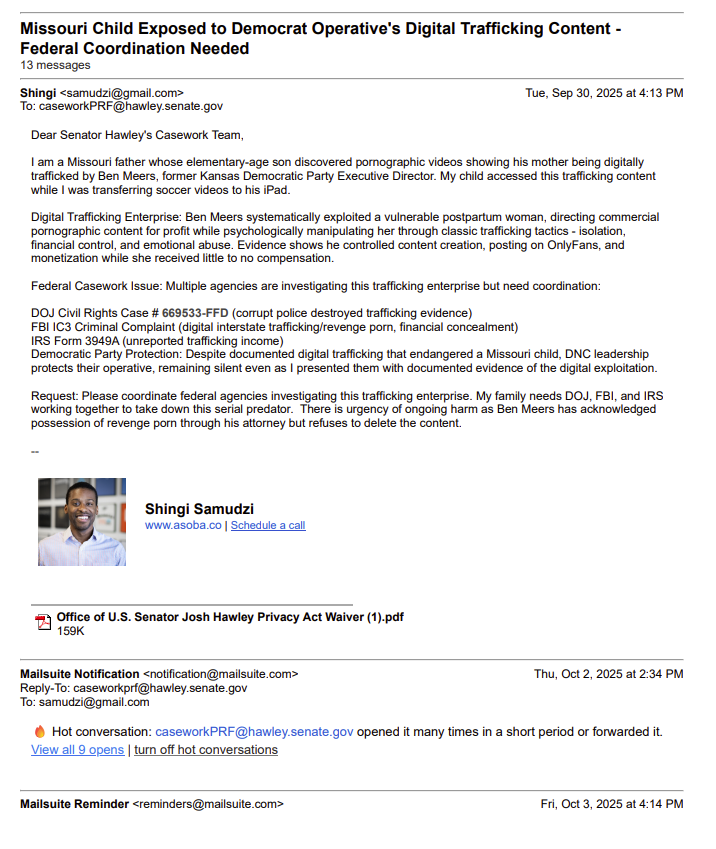 Missouri Child Exposed to Democrat Operative's Digital Trafficking Content -
Federal Coordination Needed
13 messages
Shingi <samudzi@gmail.com> Tue, Sep 30, 2025 at 4:13 PM
To: caseworkPRF@hawley.senate.gov
Dear Senator Hawley's Casework Team,
I am a Missouri father whose elementary-age son discovered pornographic videos showing his mother being digitally
trafficked by Ben Meers, former Kansas Democratic Party Executive Director. My child accessed this trafficking content
while I was transferring soccer videos to his iPad.
Digital Trafficking Enterprise: Ben Meers systematically exploited a vulnerable postpartum woman, directing commercial
pornographic content for profit while psychologically manipulating her through classic trafficking tactics - isolation,
financial control, and emotional abuse. Evidence shows he controlled content creation, posting on OnlyFans, and
monetization while she received little to no compensation.
Federal Casework Issue: Multiple agencies are investigating this trafficking enterprise but need coordination:
DOJ Civil Rights Case # 669533-FFD (corrupt police destroyed trafficking evidence)
FBI IC3 Criminal Complaint (digital interstate trafficking/revenge porn, financial concealment)
IRS Form 3949A (unreported trafficking income)
Democratic Party Protection: Despite documented digital trafficking that endangered a Missouri child, DNC leadership
protects their operative, remaining silent even as I presented them with documented evidence of the digital exploitation.
Request: Please coordinate federal agencies investigating this trafficking enterprise. My family needs DOJ, FBI, and IRS
working together to take down this serial predator.  There is urgency of ongoing harm as Ben Meers has acknowledged
possession of revenge porn through his attorney but refuses to delete the content.
--
Shingi Samudzi
www.asoba.co | Schedule a call
Office of U.S. Senator Josh Hawley Privacy Act Waiver (1).pdf
159K
Mailsuite Notification <notification@mailsuite.com> Thu, Oct 2, 2025 at 2:34 PM
Reply-To: caseworkprf@hawley.senate.gov
To: samudzi@gmail.com
🔥 Hot conversation: caseworkPRF@hawley.senate.gov opened it many times in a short period or forwarded it.
View all 9 opens | turn off hot conversations
Mailsuite Reminder <reminders@mailsuite.com> Fri, Oct 3, 2025 at 4:14 PM